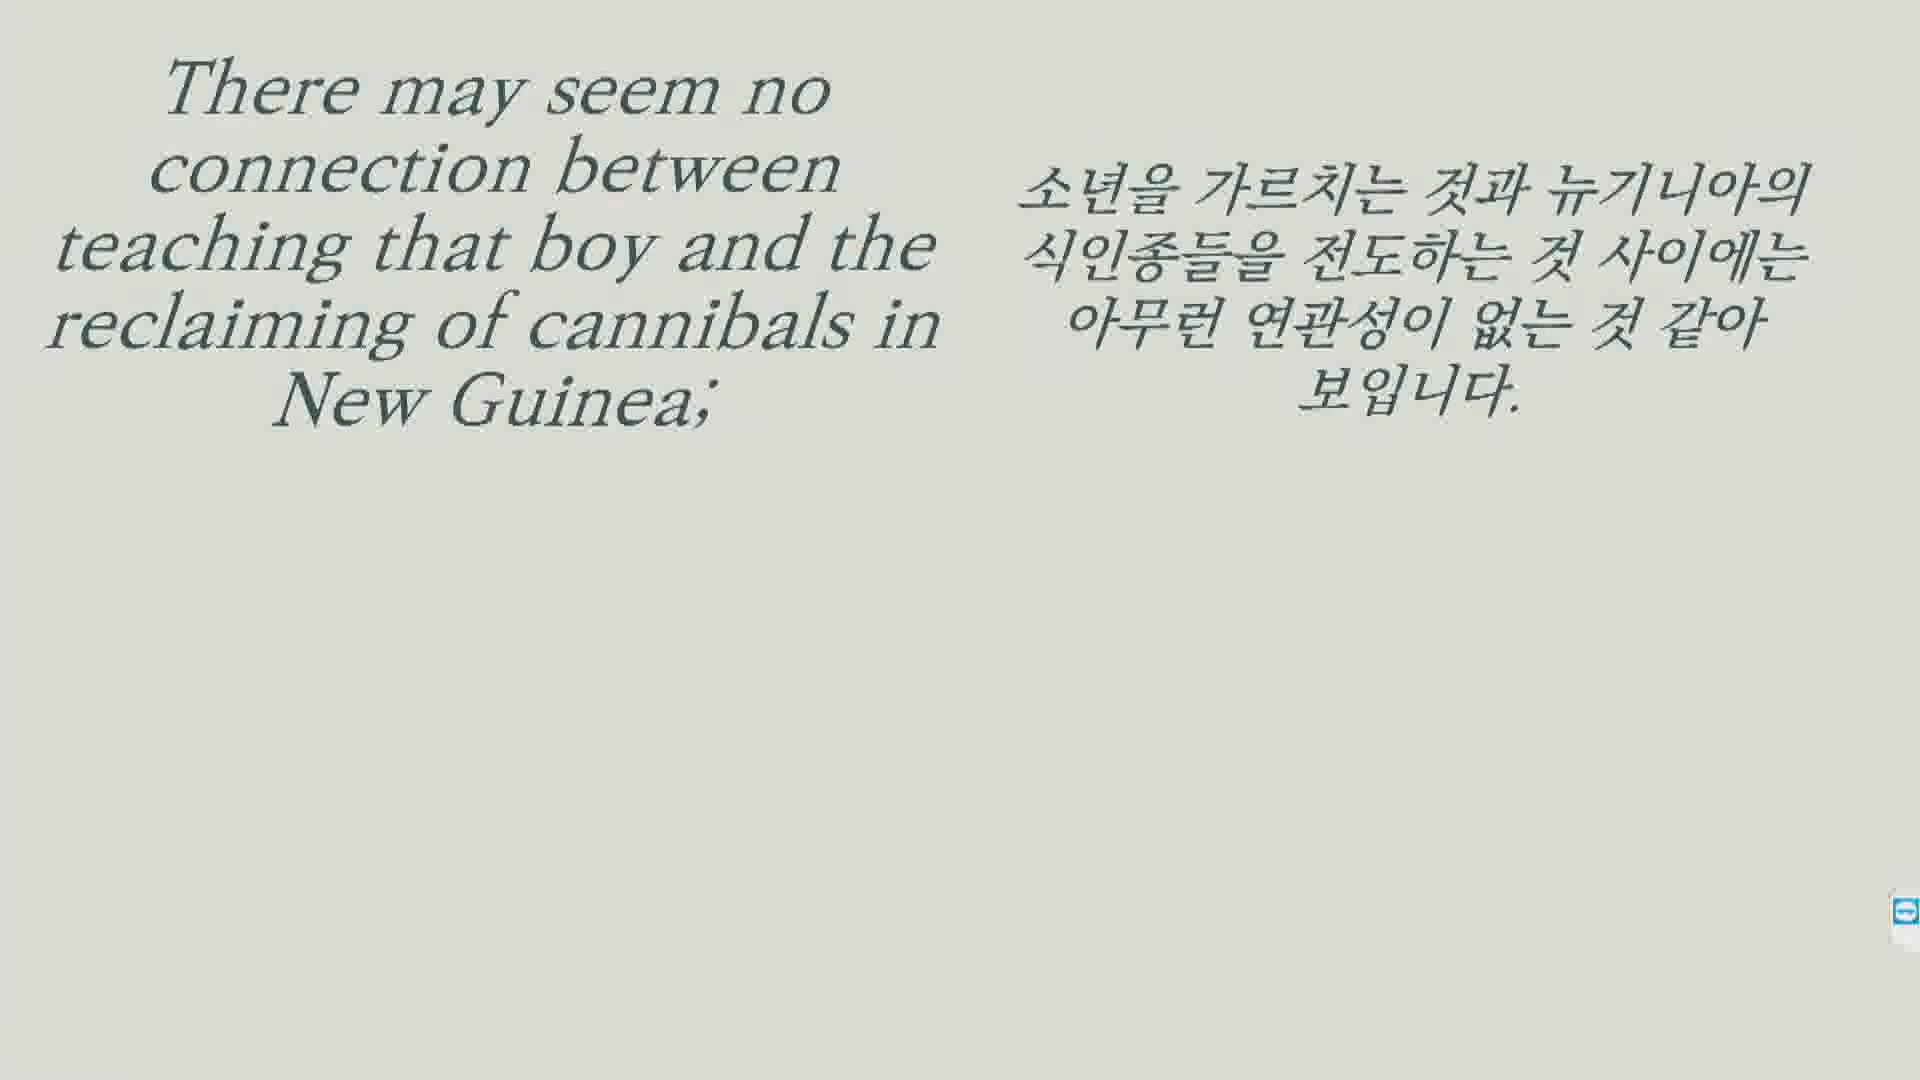 There may seem no
connection between
teaching that boy and the
reclaiming of cannibals in
New Guinea;
소년을 가르치는 것과 뉴기니아의
식인종들을 전도하는 것 사이에는
아무런 연관성이 없는 것 같아
보입니다.